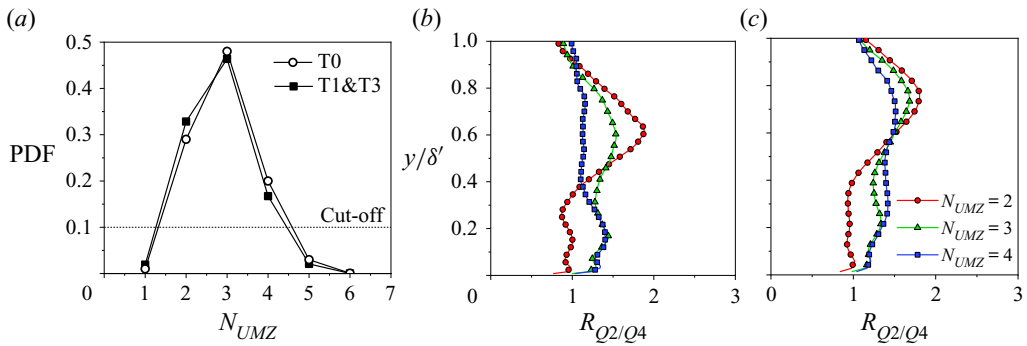 (a)
PDF
0.5
0.4
0.3
0.2
0.1
0
1 2 3 4 5 6 7
N_UMZ
T0
T1&T3
Cut-off
(b)
y/δ′
1.0
0.8
0.6
0.4
0.2
0 1 2 3
R_Q2/Q4
(c)
N_UMZ = 2
N_UMZ = 3
N_UMZ = 4
0 1 2 3
R_Q2/Q4